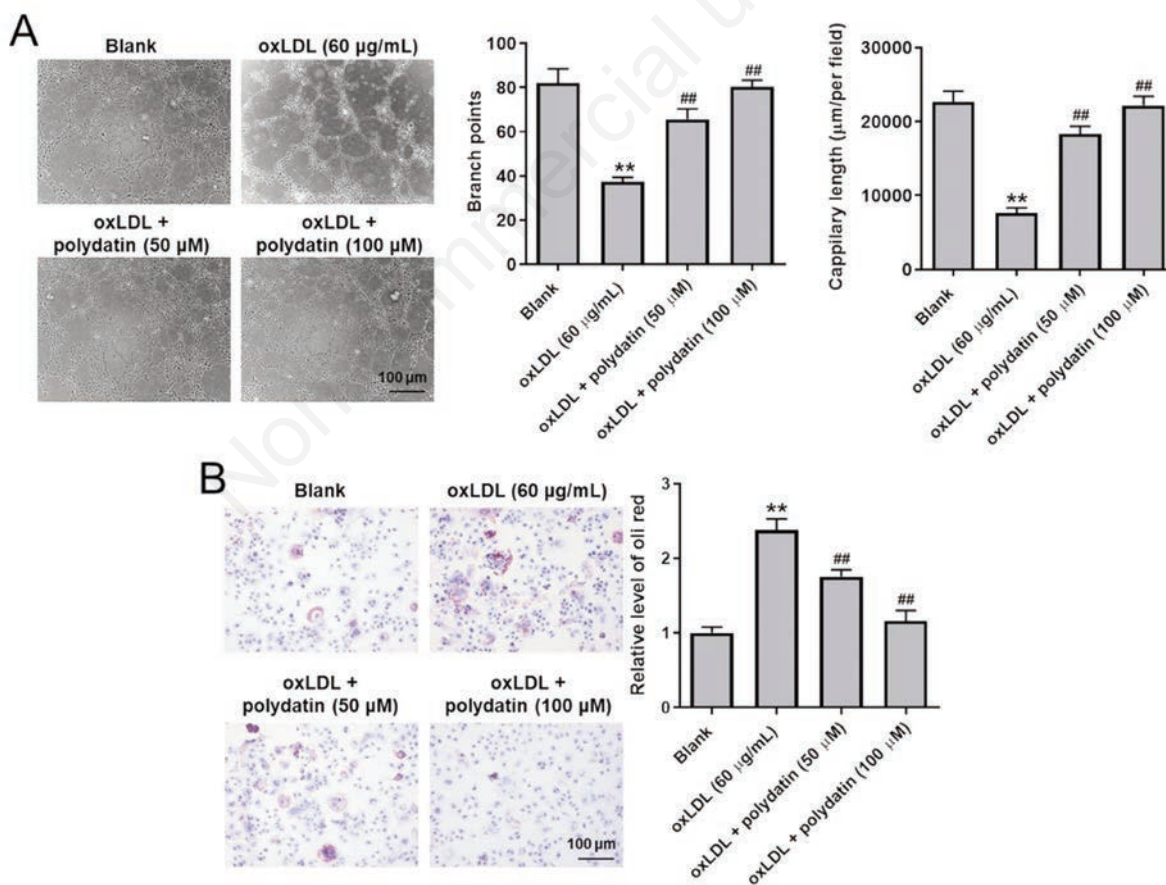 Non-commercial u
A
Blank
oxLDL (60 µg/mL)
oxLDL +
polydatin (50 µM)
oxLDL +
polydatin (100 µM)
100 µm
Branch points
100
80
60
40
20
0
**
##
##
Blank
oxLDL (60 µg/mL)
oxLDL + polydatin (50 µM)
oxLDL + polydatin (100 µM)
Cappilary length (µm/per field)
30000
20000
10000
0
**
##
##
Blank
oxLDL (60 µg/mL)
oxLDL + polydatin (50 µM)
oxLDL + polydatin (100 µM)
B
Blank
oxLDL (60 µg/mL)
oxLDL +
polydatin (50 µM)
oxLDL +
polydatin (100 µM)
100 µm
Relative level of oli red
3
2
1
0
**
##
##
Blank
oxLDL (60 µg/mL)
oxLDL + polydatin (50 µM)
oxLDL + polydatin (100 µM)